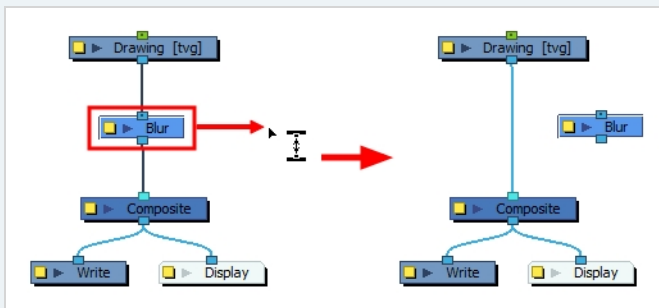 Drawing [tvg]
Blur
Composite
Write
Display
Drawing [tvg]
Blur
Composite
Write
Display